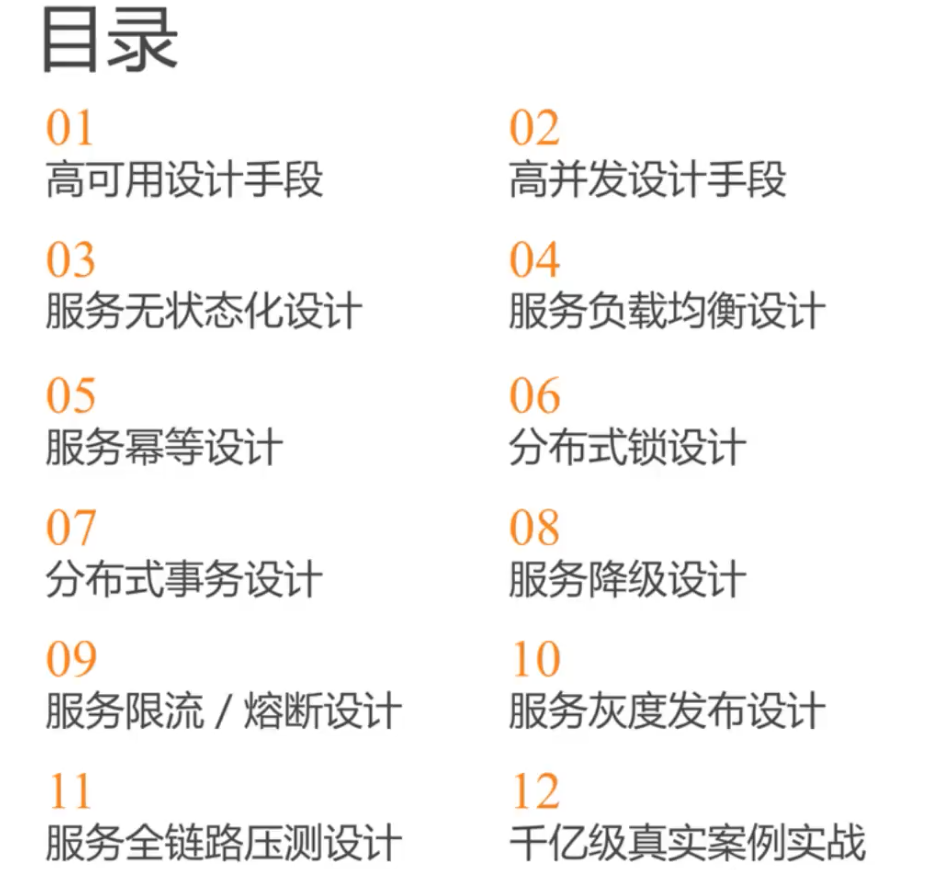 目录
01
高可用设计手段
02
高并发设计手段
03
服务无状态化设计
04
服务负载均衡设计
05
服务幂等设计
06
分布式锁设计
07
分布式事务设计
08
服务降级设计
09
服务限流 / 熔断设计
10
服务灰度发布设计
11
服务全链路压测设计
12
千亿级真实案例实战